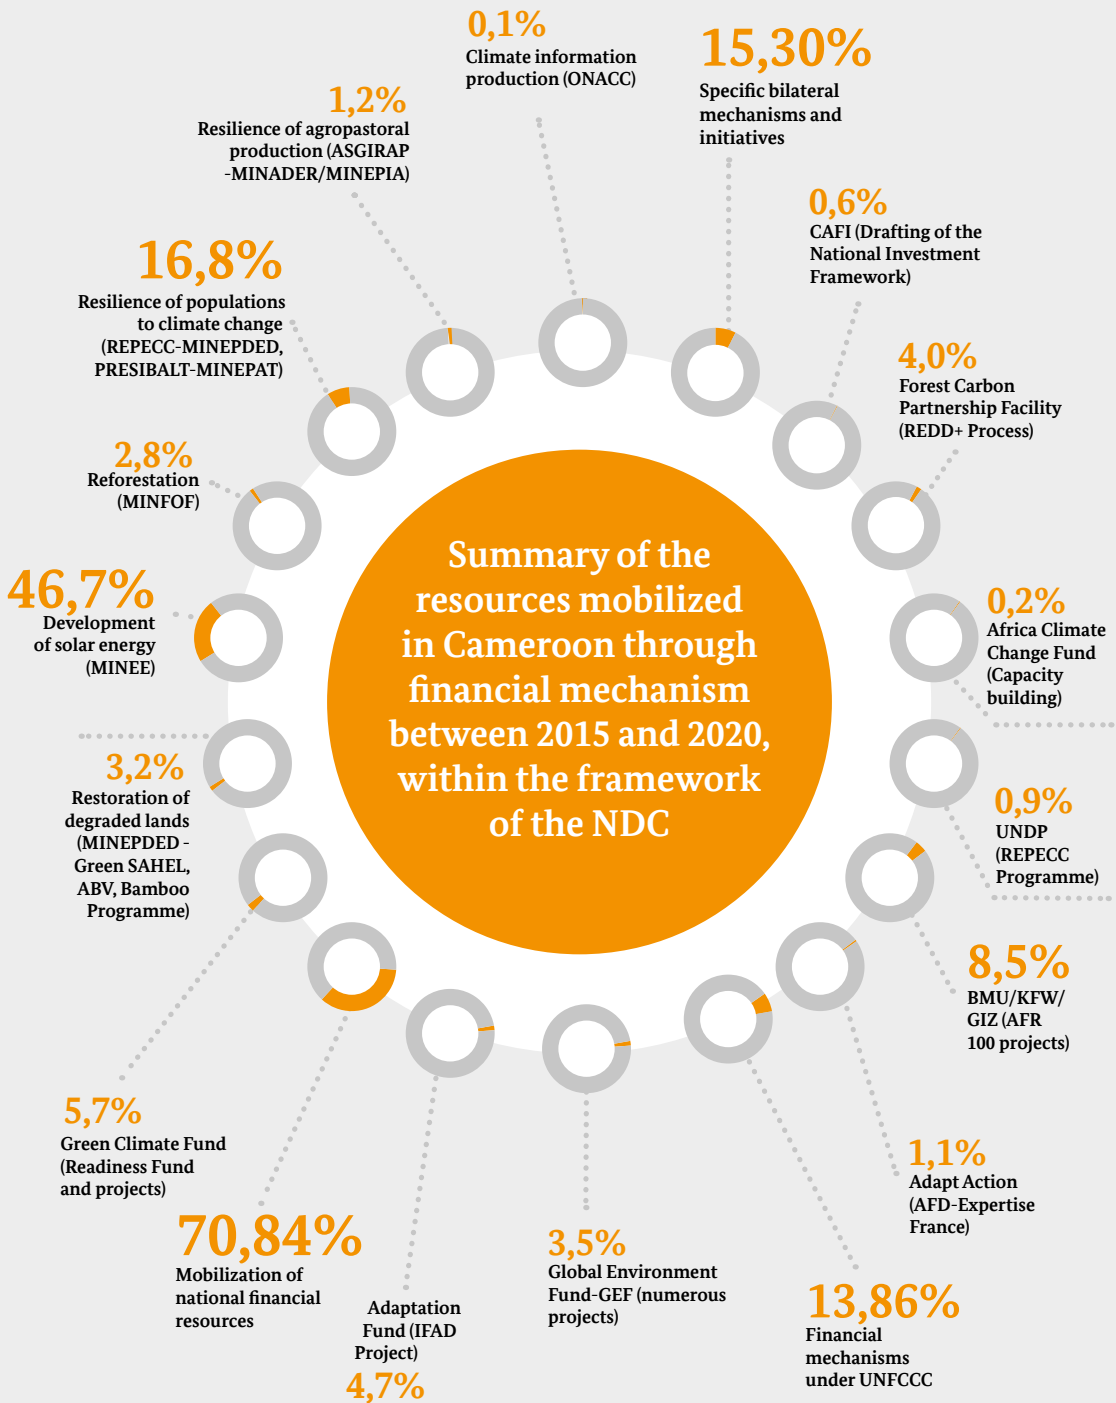 0,1%
Climate information
production (ONACC)
15,30%
Specific bilateral
mechanisms and
initiatives
0,6%
CAFI (Drafting of the
National Investment
Framework)
4,0%
Forest Carbon
Partnership Facility
(REDD+ Process)
0,2%
Africa Climate
Change Fund
(Capacity
building)
0,9%
UNDP
(REPECC
Programme)
8,5%
BMU/KFW/
GIZ (AFR
100 projects)
1,1%
Adapt Action
(AFD-Expertise
France)
13,86%
Financial
mechanisms
under UNFCCC
3,5%
Global Environment
Fund-GEF (numerous
projects)
Adaptation
Fund (IFAD
Project)
4,7%
70,84%
Mobilization of
national financial
resources
5,7%
Green Climate Fund
(Readiness Fund
and projects)
3,2%
Restoration of
degraded lands
(MINEPDED -
Green SAHEL,
ABV, Bamboo
Programme)
46,7%
Development
of solar energy
(MINEE)
2,8%
Reforestation
(MINFOF)
16,8%
Resilience of populations
to climate change
(REPECC-MINEPDED,
PRESIBALT-MINEPAT)
1,2%
Resilience of agropastoral
production (ASGIRAP
-MINADER/MINEPIA)
Summary of the
resources mobilized
in Cameroon through
financial mechanism
between 2015 and 2020,
within the framework
of the NDC